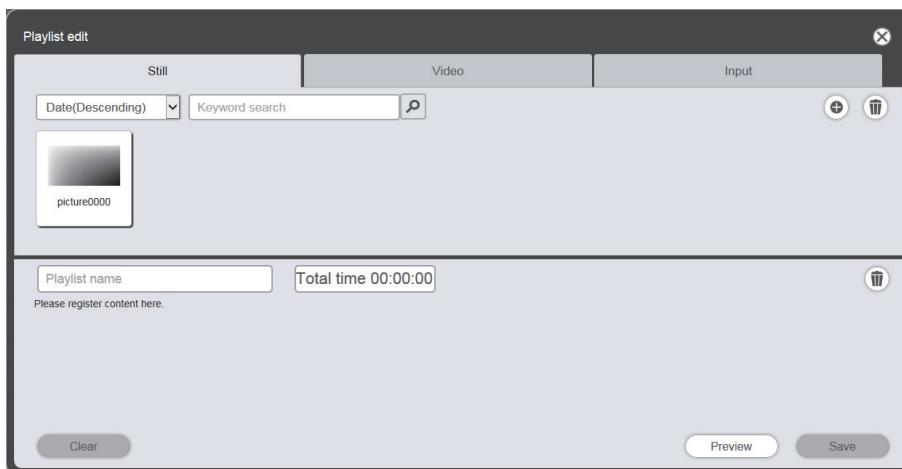 Playlist edit
Still Video Input
Date(Descending) Keyword search
picture0000
Playlist name Total time 00:00:00
Please register content here.
Clear Preview Save